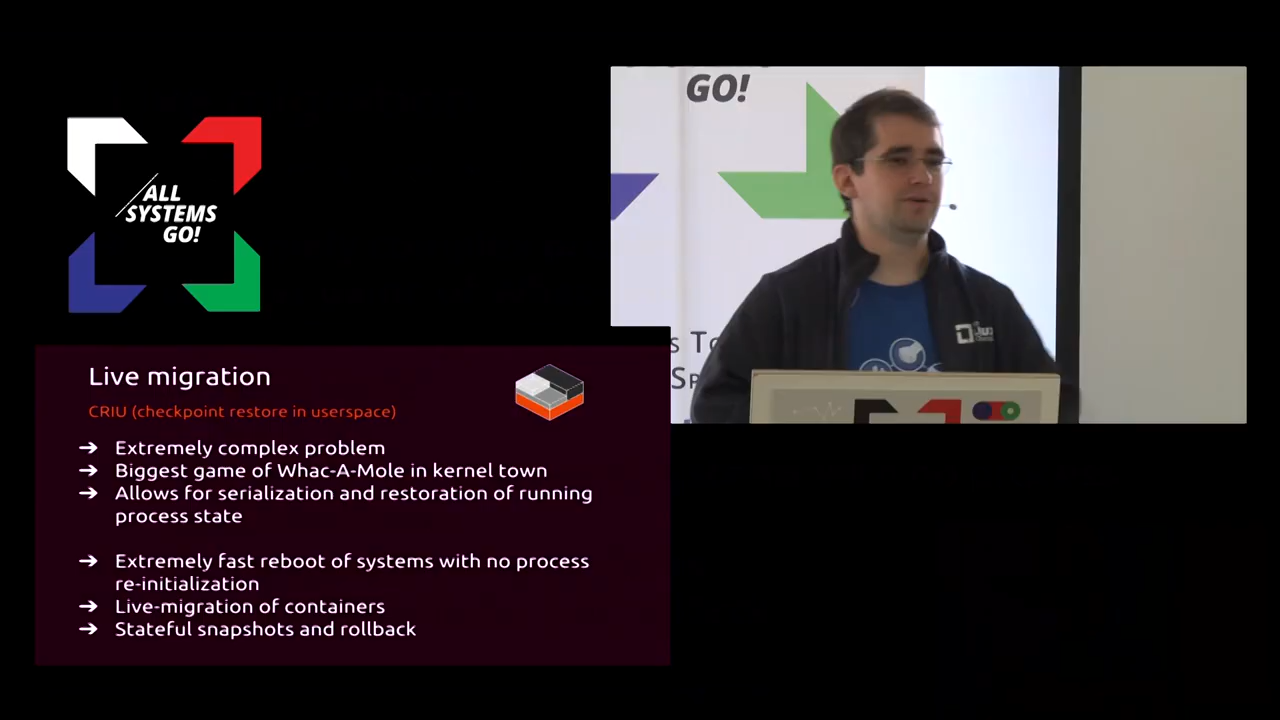 ALL
SYSTEMS
GO!
GO!
Live migration
CRIU (checkpoint restore in userspace)
➔ Extremely complex problem
➔ Biggest game of Whac-A-Mole in kernel town
➔ Allows for serialization and restoration of running
process state
➔ Extremely fast reboot of systems with no process
re-initialization
➔ Live-migration of containers
➔ Stateful snapshots and rollback